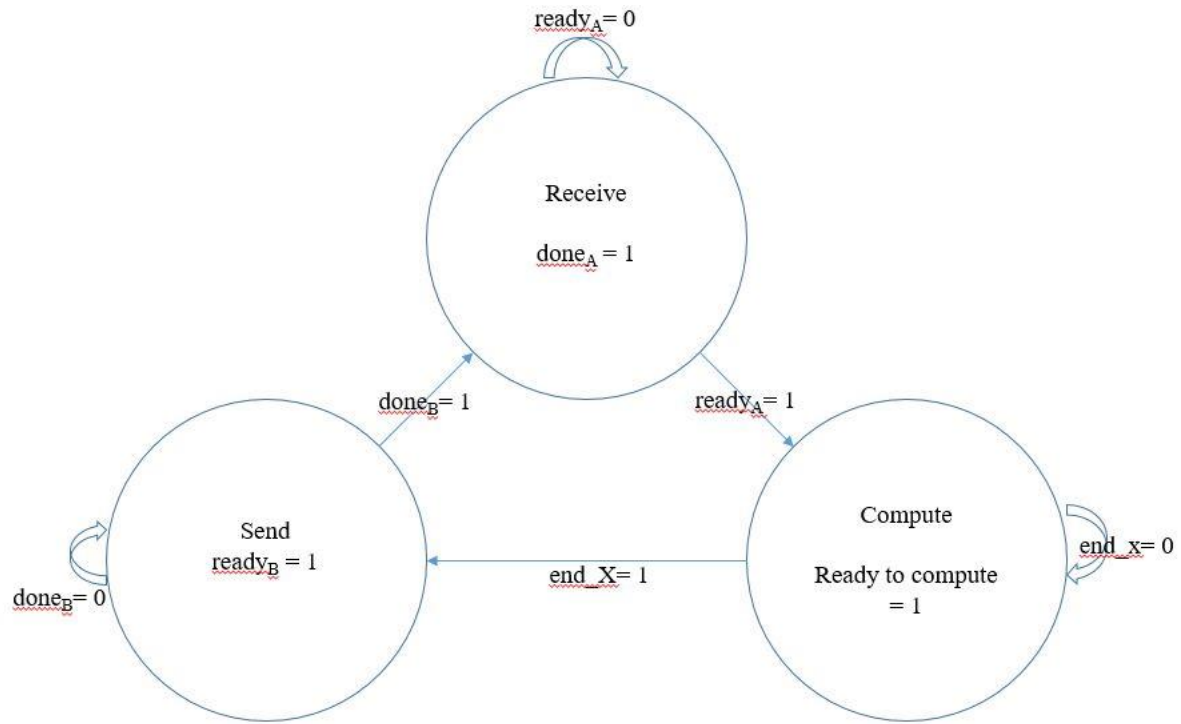 readyA= 0
Receive
doneA = 1
doneB= 1
readyA= 1
Send
readyB = 1
doneB= 0
end_X= 1
Compute
Ready to compute
= 1
end_x= 0